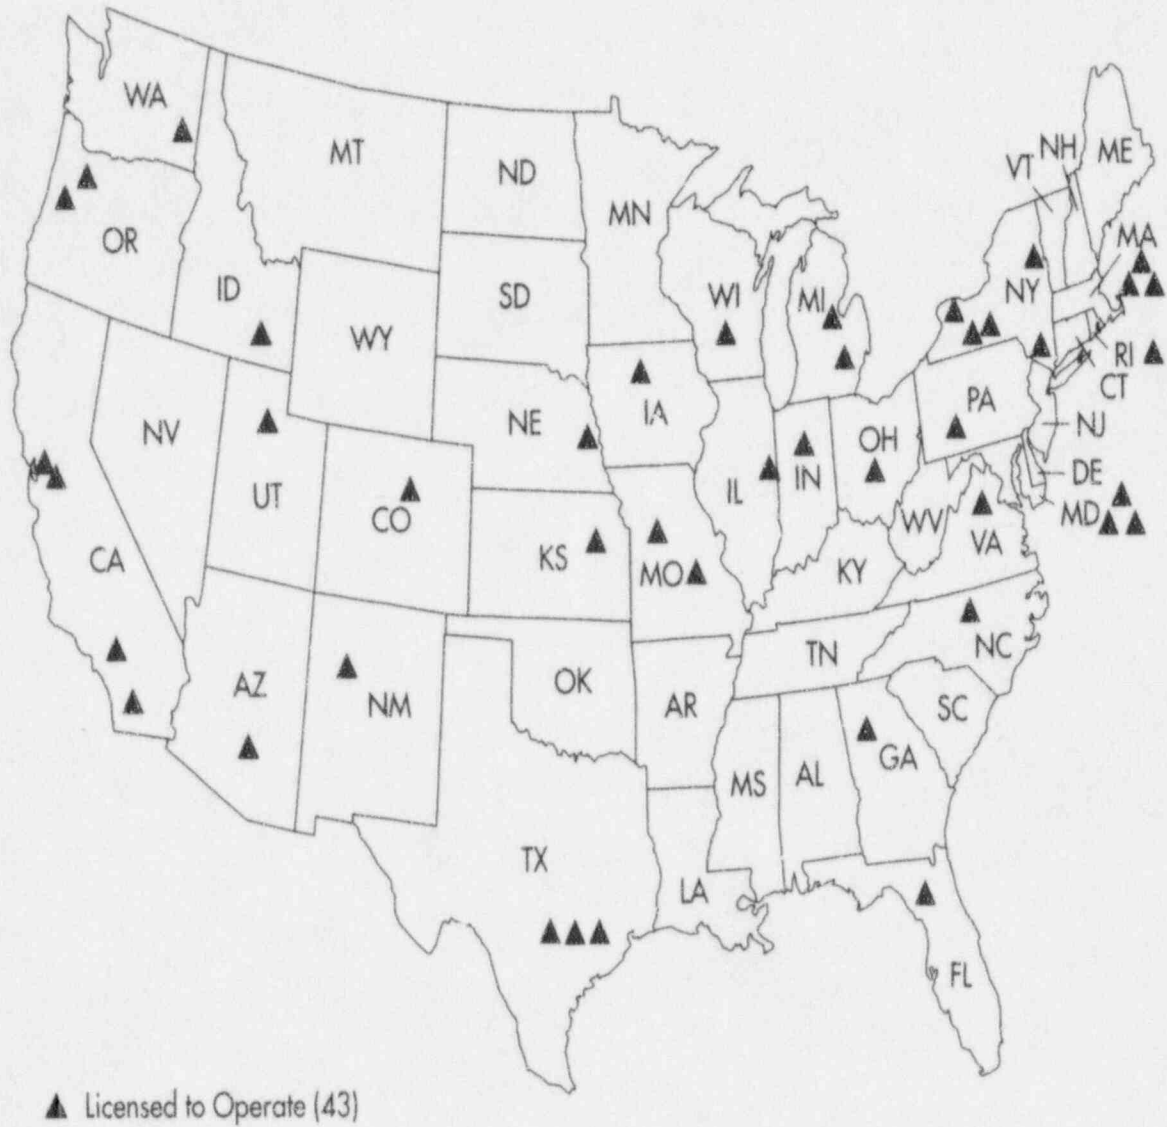 WA
MT
ND
MN
VT
NH
ME
OR
ID
SD
WI
MI
NY
MA
WY
RI
CT
NV
NE
IA
PA
NJ
UT
CO
IL
IN
OH
DE
WV
MD
CA
KS
MO
KY
VA
AZ
NM
OK
AR
TN
NC
SC
MS
AL
GA
TX
LA
FL
Licensed to Operate (43)